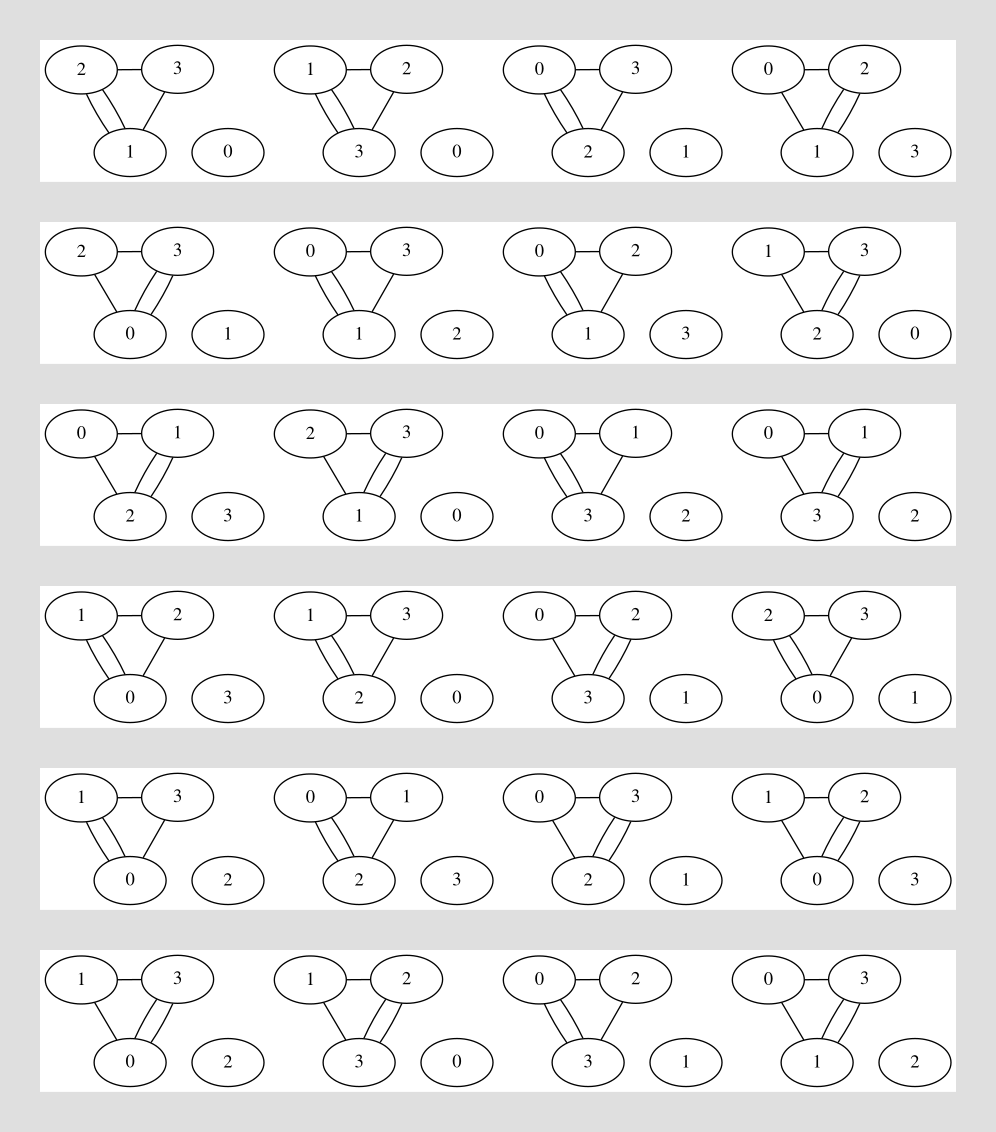 2 3 1 2 0 3 0 2
1 0 3 0 2 1 1 3
2 3 0 3 0 2 1 3
0 1 1 2 1 3 2 0
0 1 2 3 0 1 0 1
2 3 1 0 3 2 3 2
1 2 1 3 0 2 2 3
0 3 2 0 3 1 0 1
1 3 0 1 0 3 1 2
0 2 2 3 2 1 0 3
1 3 1 2 0 2 0 3
0 2 3 0 3 1 1 2